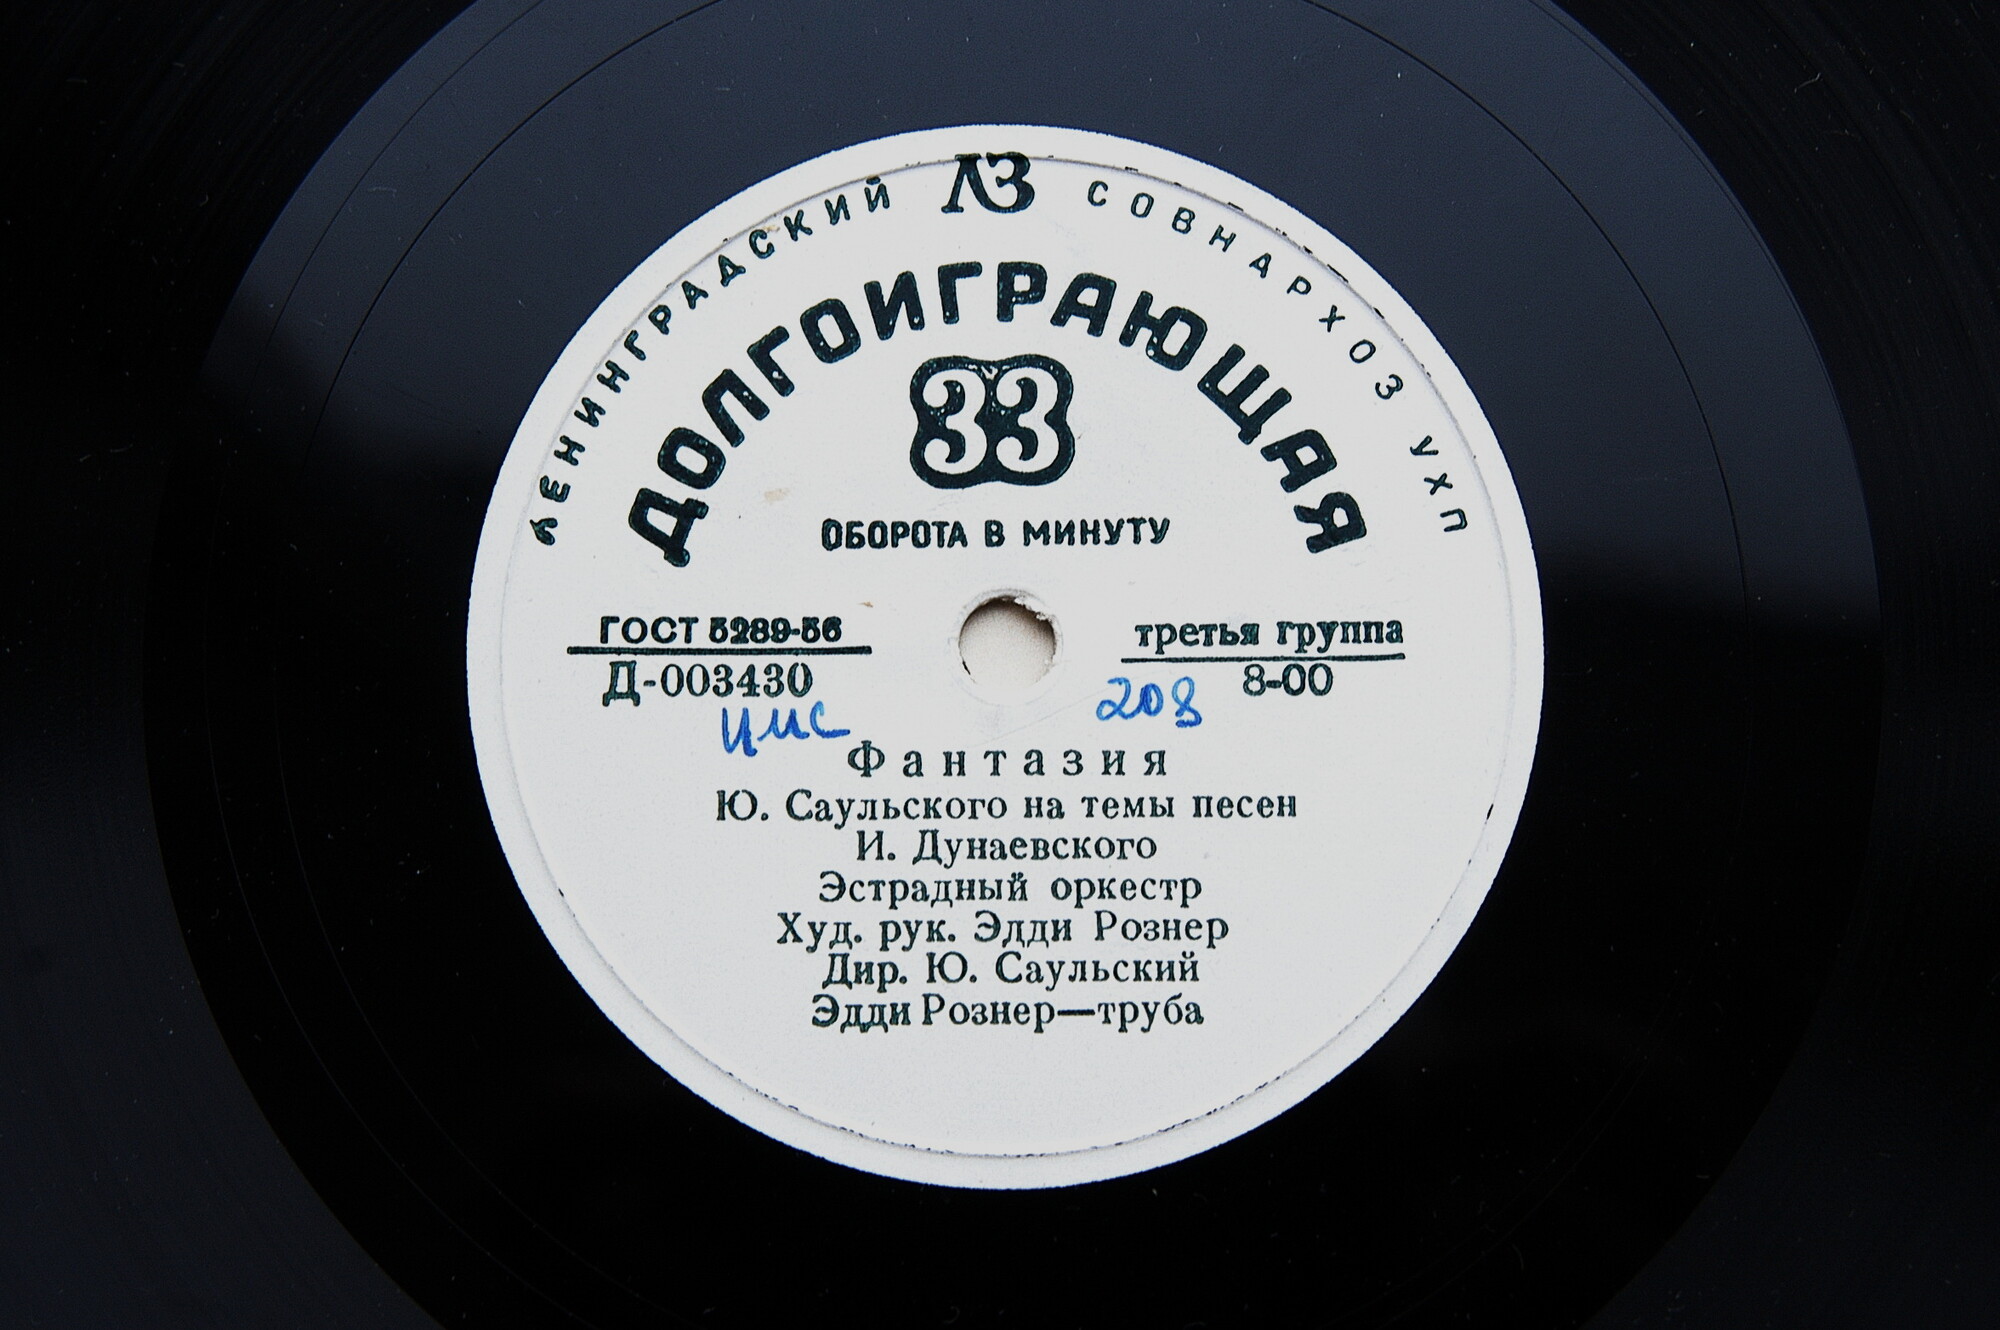 ЛЕНИНГРАДСКИЙ ЛЗ СОВНАРХОЗ УХП
ДОЛГОИГРАЮЩАЯ
33
ОБОРОТА В МИНУТУ
ГОСТ 5289-56
третья группа
Д-003430
8-00
208
Фантазия
Ю. Саульского на темы песен
И. Дунаевского
Эстрадный оркестр
Худ. рук. Эдди Рознер
Дир. Ю. Саульский
Эдди Рознер—труба